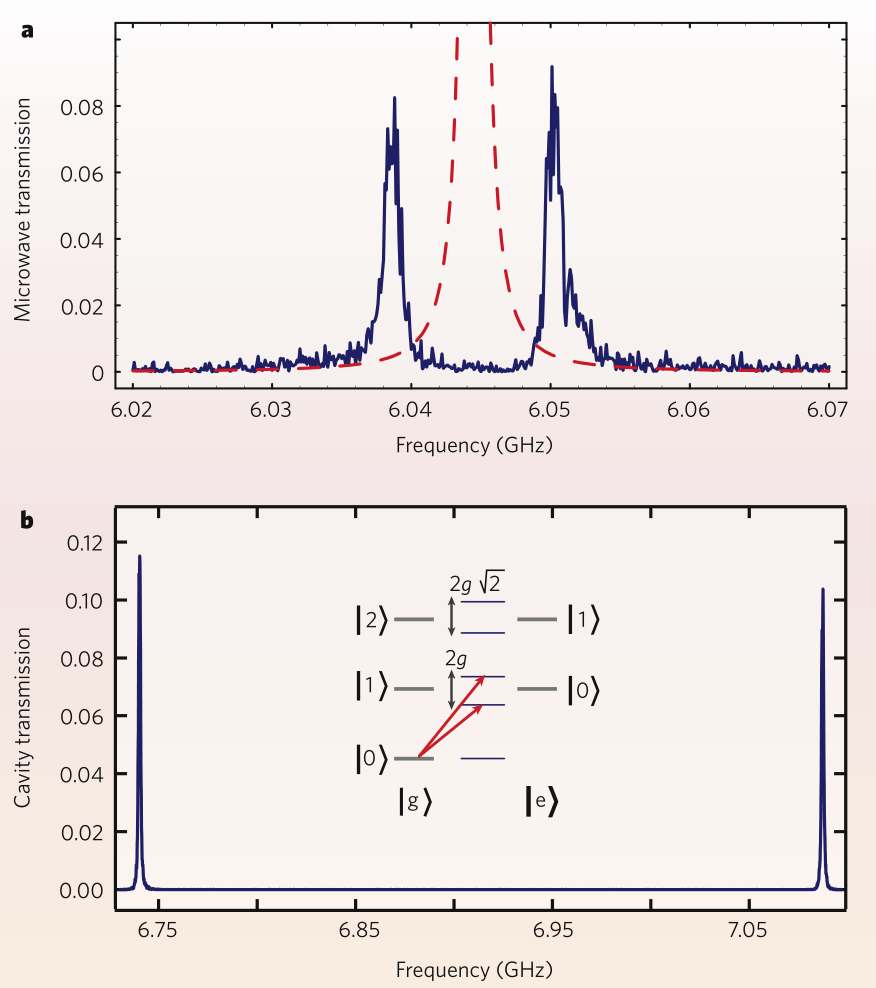 a
Microwave transmission
0.08
0.06
0.04
0.02
0
6.02 6.03 6.04 6.05 6.06 6.07
Frequency (GHz)
b
Cavity transmission
0.12
0.10
0.08
0.06
0.04
0.02
0.00
2g √2
|2⟩ |1⟩
2g
|1⟩ |0⟩
|0⟩
|g⟩ |e⟩
6.75 6.85 6.95 7.05
Frequency (GHz)